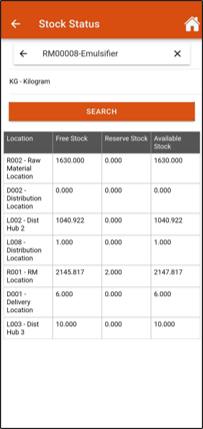 Stock Status
RM00008-Emulsifier
KG - Kilogram
SEARCH
Location Free Stock Reserve Stock Available
Stock
R002 - Raw 1630.000 0.000 1630.000
Material
Location
D002 - 0.000 0.000 0.000
Distribution
Location
L002 - Dist 1040.922 0.000 1040.922
Hub 2
L008 - 1.000 0.000 1.000
Distribution
Location
R001 - RM 2145.817 2.000 2147.817
Location
D001 - 6.000 0.000 6.000
Delivery
Location
L003 - Dist 10.000 0.000 10.000
Hub 3